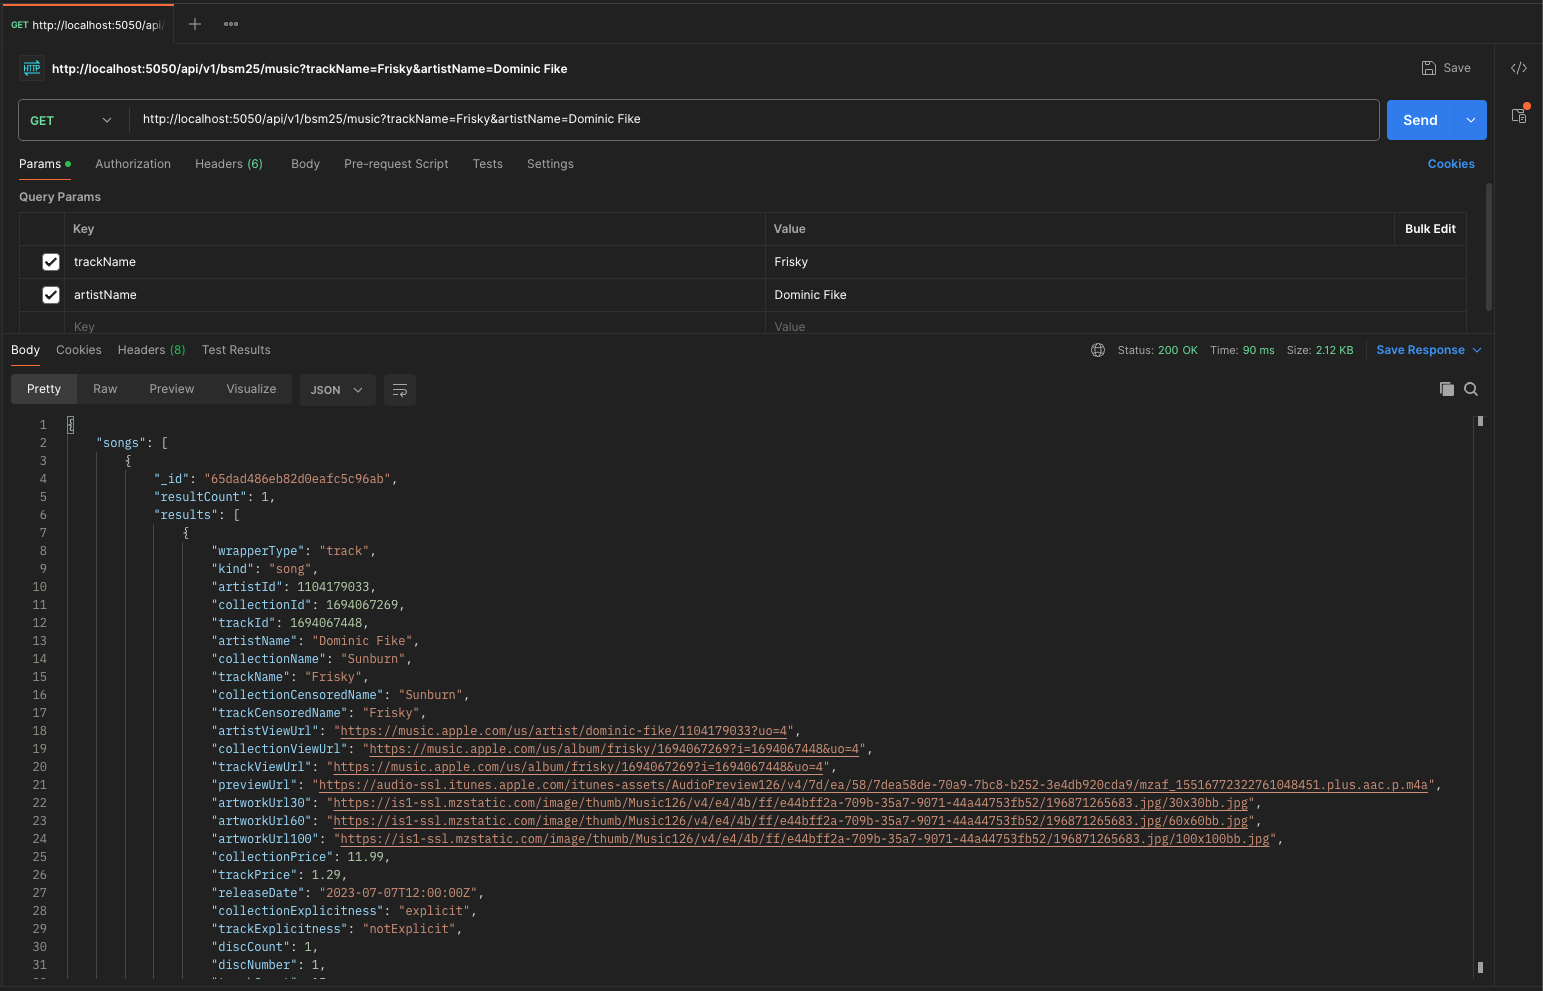 GET http://localhost:5050/api/
HTTP http://localhost:5050/api/v1/bsm25/music?trackName=Frisky&artistName=Dominic Fike
Save
GET
http://localhost:5050/api/v1/bsm25/music?trackName=Frisky&artistName=Dominic Fike
Send
Params Authorization Headers (6) Body Pre-request Script Tests Settings Cookies
Query Params
Key Value Bulk Edit
trackName Frisky
artistName Dominic Fike
Key Value
Body Cookies Headers (8) Test Results Status: 200 OK Time: 90 ms Size: 2.12 KB Save Response
Pretty Raw Preview Visualize JSON
1 {
2 "songs": [
3 {
4 "_id": "65dad486eb82d0eafc5c96ab",
5 "resultCount": 1,
6 "results": [
7 {
8 "wrapperType": "track",
9 "kind": "song",
10 "artistId": 1104179033,
11 "collectionId": 1694067269,
12 "trackId": 1694067448,
13 "artistName": "Dominic Fike",
14 "collectionName": "Sunburn",
15 "trackName": "Frisky",
16 "collectionCensoredName": "Sunburn",
17 "trackCensoredName": "Frisky",
18 "artistViewUrl": "https://music.apple.com/us/artist/dominic-fike/1104179033?uo=4",
19 "collectionViewUrl": "https://music.apple.com/us/album/frisky/1694067269?i=1694067448&uo=4",
20 "trackViewUrl": "https://music.apple.com/us/album/frisky/1694067269?i=1694067448&uo=4",
21 "previewUrl": "https://audio-ssl.itunes.apple.com/itunes-assets/AudioPreview126/v4/7d/ea/58/7dea58de-70a9-7bc8-b252-3e4db920cda9/mzaf_15516772322761048451.plus.aac.p.m4a",
22 "artworkUrl30": "https://is1-ssl.mzstatic.com/image/thumb/Music126/v4/e4/4b/ff/e44bff2a-709b-35a7-9071-44a44753fb52/196871265683.jpg/30x30bb.jpg",
23 "artworkUrl60": "https://is1-ssl.mzstatic.com/image/thumb/Music126/v4/e4/4b/ff/e44bff2a-709b-35a7-9071-44a44753fb52/196871265683.jpg/60x60bb.jpg",
24 "artworkUrl100": "https://is1-ssl.mzstatic.com/image/thumb/Music126/v4/e4/4b/ff/e44bff2a-709b-35a7-9071-44a44753fb52/196871265683.jpg/100x100bb.jpg",
25 "collectionPrice": 11.99,
26 "trackPrice": 1.29,
27 "releaseDate": "2023-07-07T12:00:00Z",
28 "collectionExplicitness": "explicit",
29 "trackExplicitness": "notExplicit",
30 "discCount": 1,
31 "discNumber": 1,